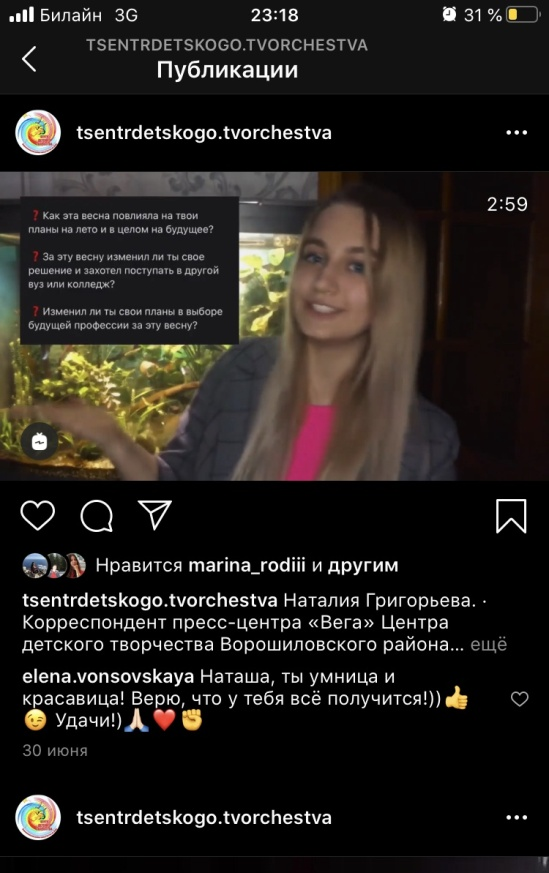 Билайн 3G 23:18 31 %
TSENTRDETSKOGO.TVORCHESTVA
Публикации
tsentrdetskogo.tvorchestva
2:59
❓ Как эта весна повлияла на твои
планы на лето и в целом на будущее?
❓ За эту весну изменил ли ты свое
решение и захотел поступать в другой
вуз или колледж?
❓ Изменил ли ты свои планы в выборе
будущей профессии за эту весну?
Нравится marina_rodiii и другим
tsentrdetskogo.tvorchestva Наталия Григорьева. ·
Корреспондент пресс-центра «Вега» Центра
детского творчества Ворошиловского района... ещё
elena.vonsovskaya Наташа, ты умница и
красавица! Верю, что у тебя всё получится!))👍
😉 Удачи!)🙏🏻❤️✊
30 июня
tsentrdetskogo.tvorchestva